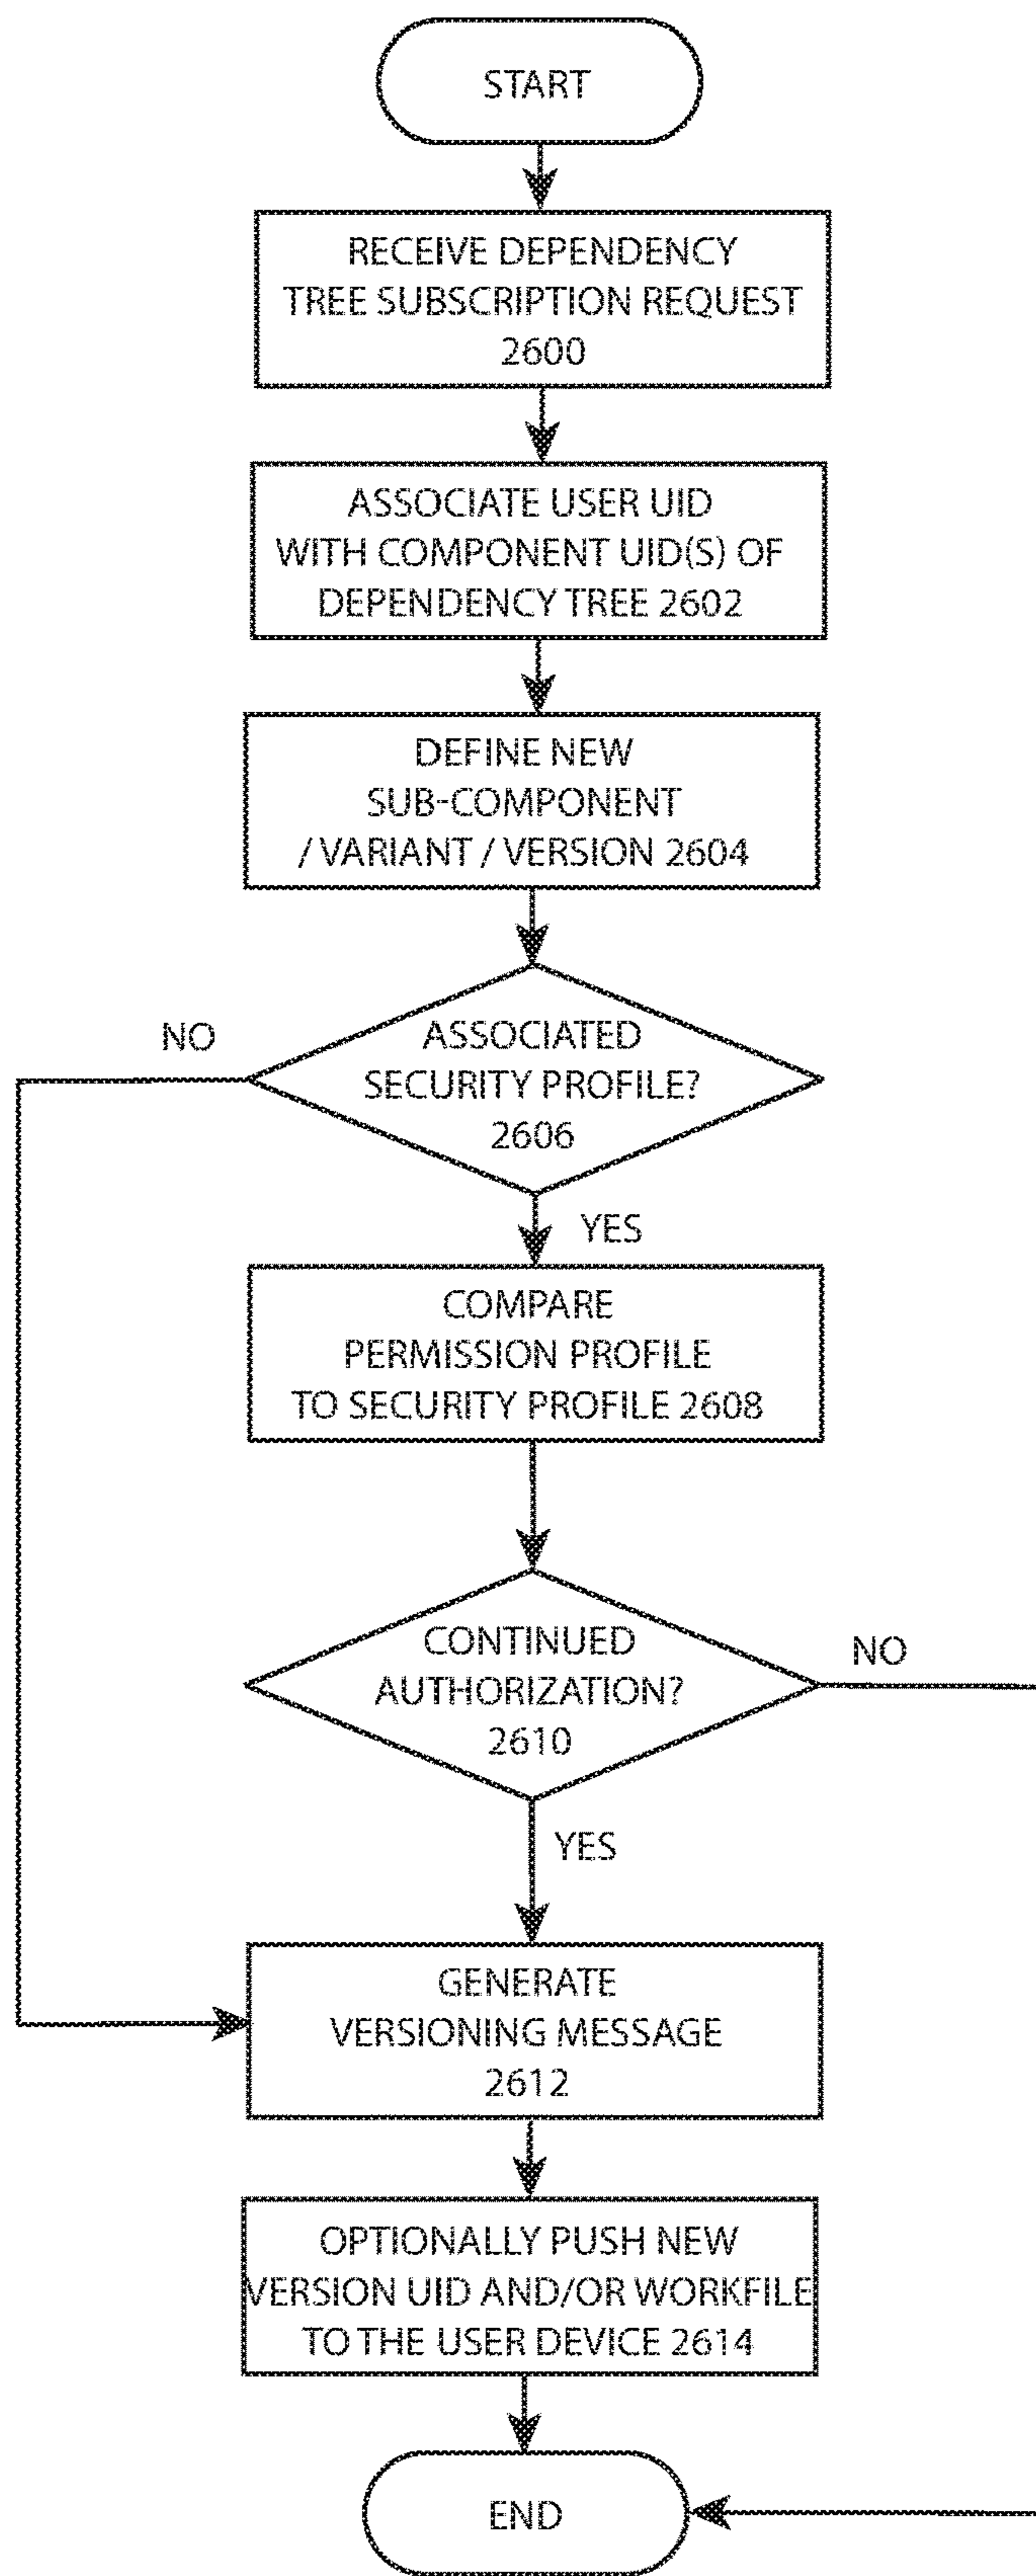 START
RECEIVE DEPENDENCY
TREE SUBSCRIPTION REQUEST
2600
ASSOCIATE USER UID
WITH COMPONENT UID(S) OF
DEPENDENCY TREE 2602
DEFINE NEW
SUB-COMPONENT
/ VARIANT / VERSION 2604
NO
ASSOCIATED
SECURITY PROFILE?
2606
YES
COMPARE
PERMISSION PROFILE
TO SECURITY PROFILE 2608
CONTINUED
AUTHORIZATION?
2610
NO
YES
GENERATE
VERSIONING MESSAGE
2612
OPTIONALLY PUSH NEW
VERSION UID AND/OR WORKFILE
TO THE USER DEVICE 2614
END